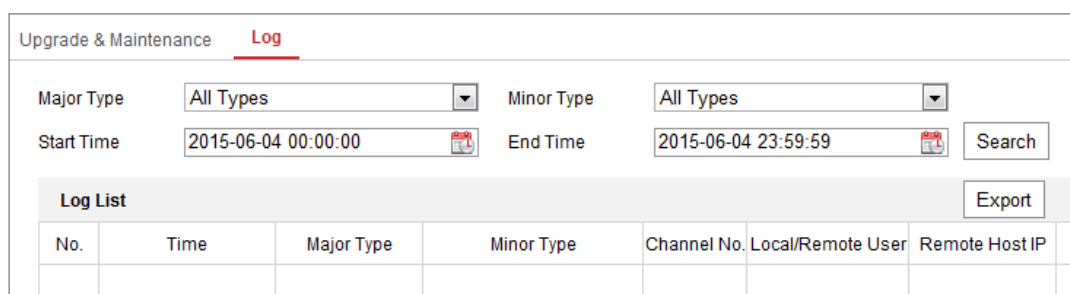 Upgrade & Maintenance Log
Major Type All Types Minor Type All Types
Start Time 2015-06-04 00:00:00 End Time 2015-06-04 23:59:59 Search
Log List Export
No. Time Major Type Minor Type Channel No. Local/Remote User Remote Host IP